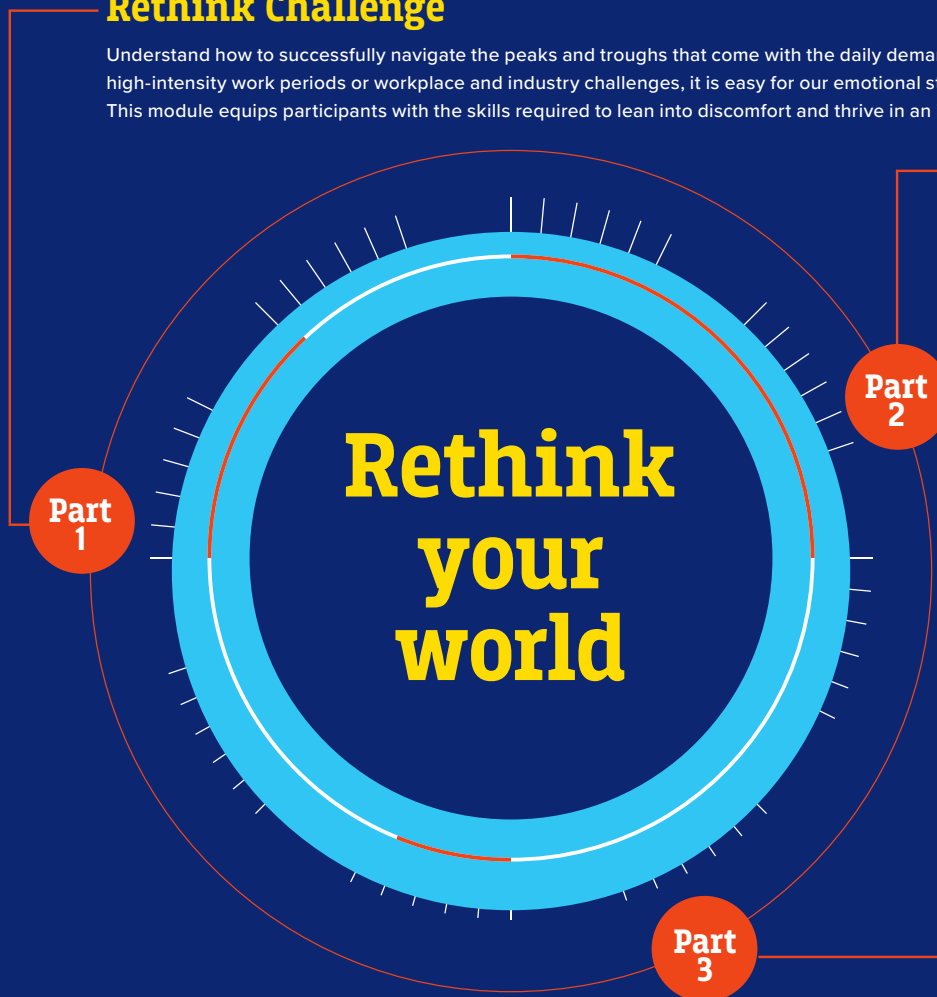 Rethink Challenge
Understand how to successfully navigate the peaks and troughs that come with the daily
high-intensity work periods or workplace and industry challenges, it is easy for our emotional
This module equips participants with the skills required to lean into discomfort and thrive in an
Part
2
Rethink
your
world
Part
1
Part
3